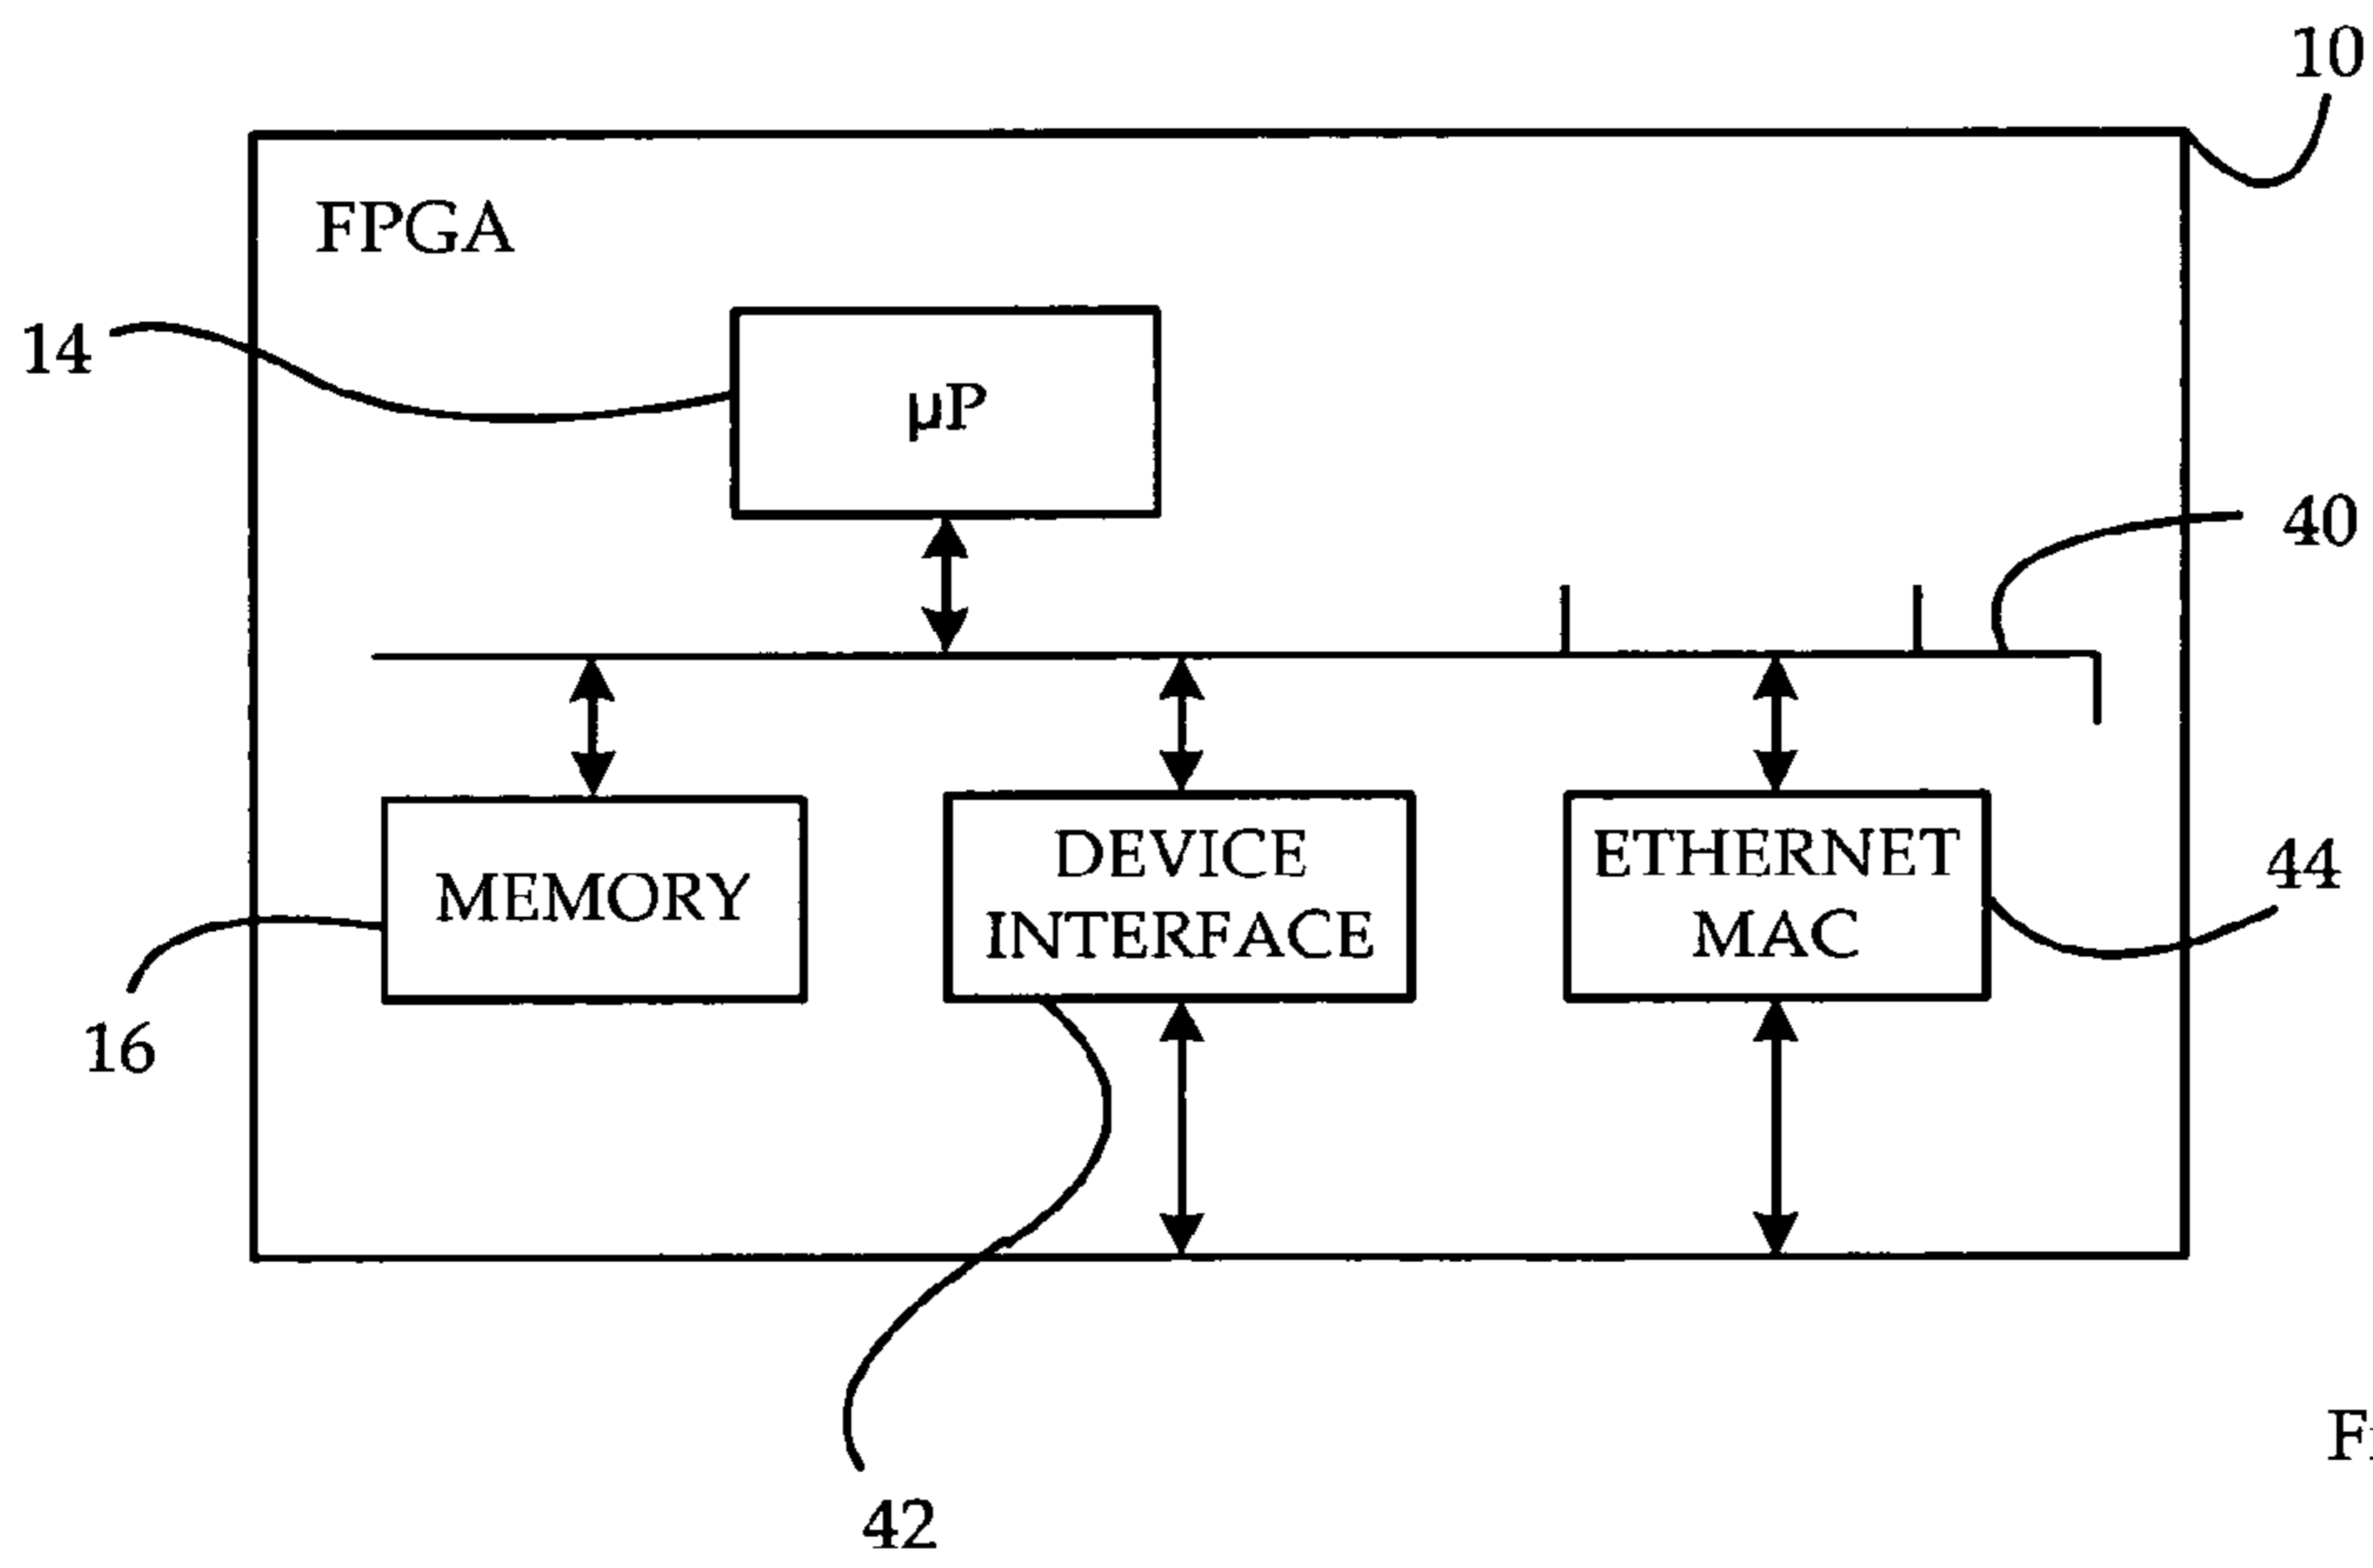 10
FPGA
14
µP
40
DEVICE
INTERFACE
ETHERNET
MAC
MEMORY
44
16
42